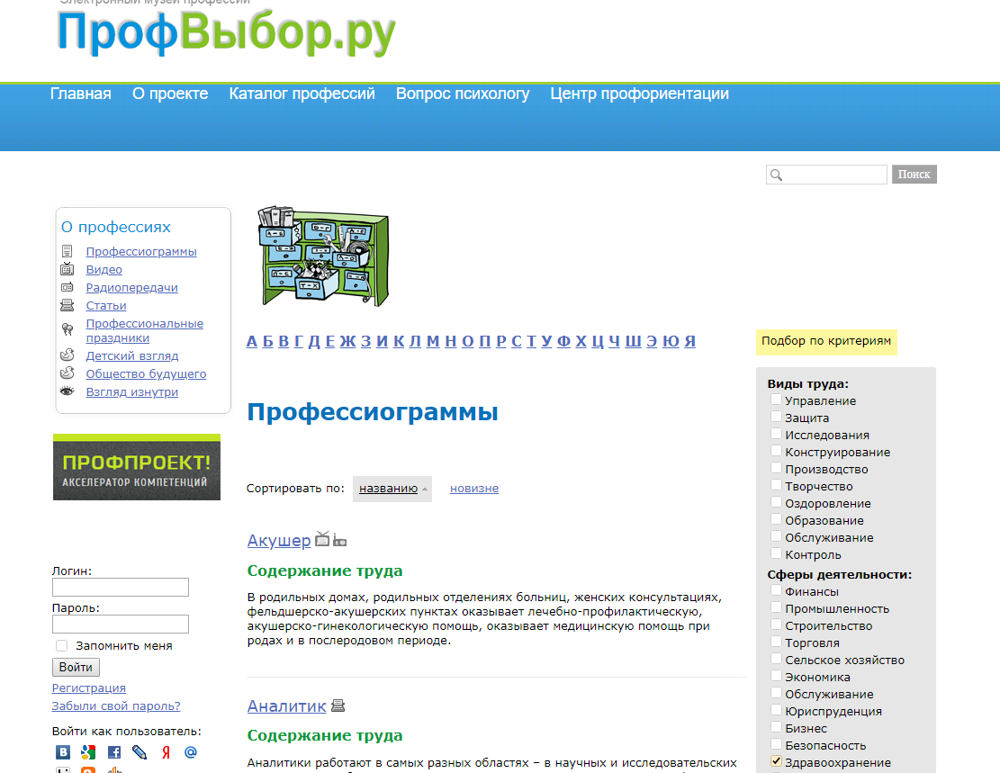 Электронный музей профессий
ПрофВыбор.ру
Главная О проекте Каталог профессий Вопрос психологу Центр профориентации
Поиск
О профессиях
Профессиограммы
Видео
Радиопередачи
Статьи
Профессиональные
праздники
Детский взгляд
Общество будущего
Взгляд изнутри
ПРОФПРОЕКТ!
АКСЕЛЕРАТОР КОМПЕТЕНЦИЙ
Логин:
Пароль:
Запомнить меня
Войти
Регистрация
Забыли свой пароль?
Войти как пользователь:
А Б В Г Д Е Ж З И К Л М Н О П Р С Т У Ф Х Ц Ч Ш Э Ю Я
Профессиограммы
Сортировать по: названию новизне
Акушер
Содержание труда
В родильных домах, родильных отделениях больниц, женских консультациях,
фельдшерско-акушерских пунктах оказывает лечебно-профилактическую,
акушерско-гинекологическую помощь, оказывает медицинскую помощь при
родах и в послеродовом периоде.
Аналитик
Содержание труда
Аналитики работают в самых разных областях – в научных и исследовательских
Подбор по критериям
Виды труда:
Управление
Защита
Исследования
Конструирование
Производство
Творчество
Оздоровление
Образование
Обслуживание
Контроль
Сферы деятельности:
Финансы
Промышленность
Строительство
Торговля
Сельское хозяйство
Экономика
Обслуживание
Юриспруденция
Бизнес
Безопасность
Здравоохранение